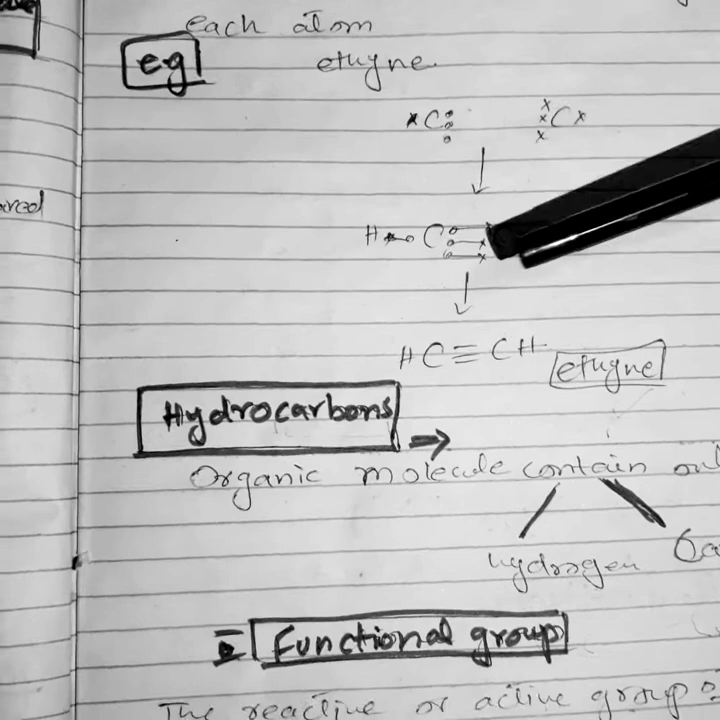 each atom
eg ethyne.
C C
H C
HC≡CH.
ethyne
Hydrocarbons
Organic molecule contain
hydrogen
Functional group
The reactive or active group